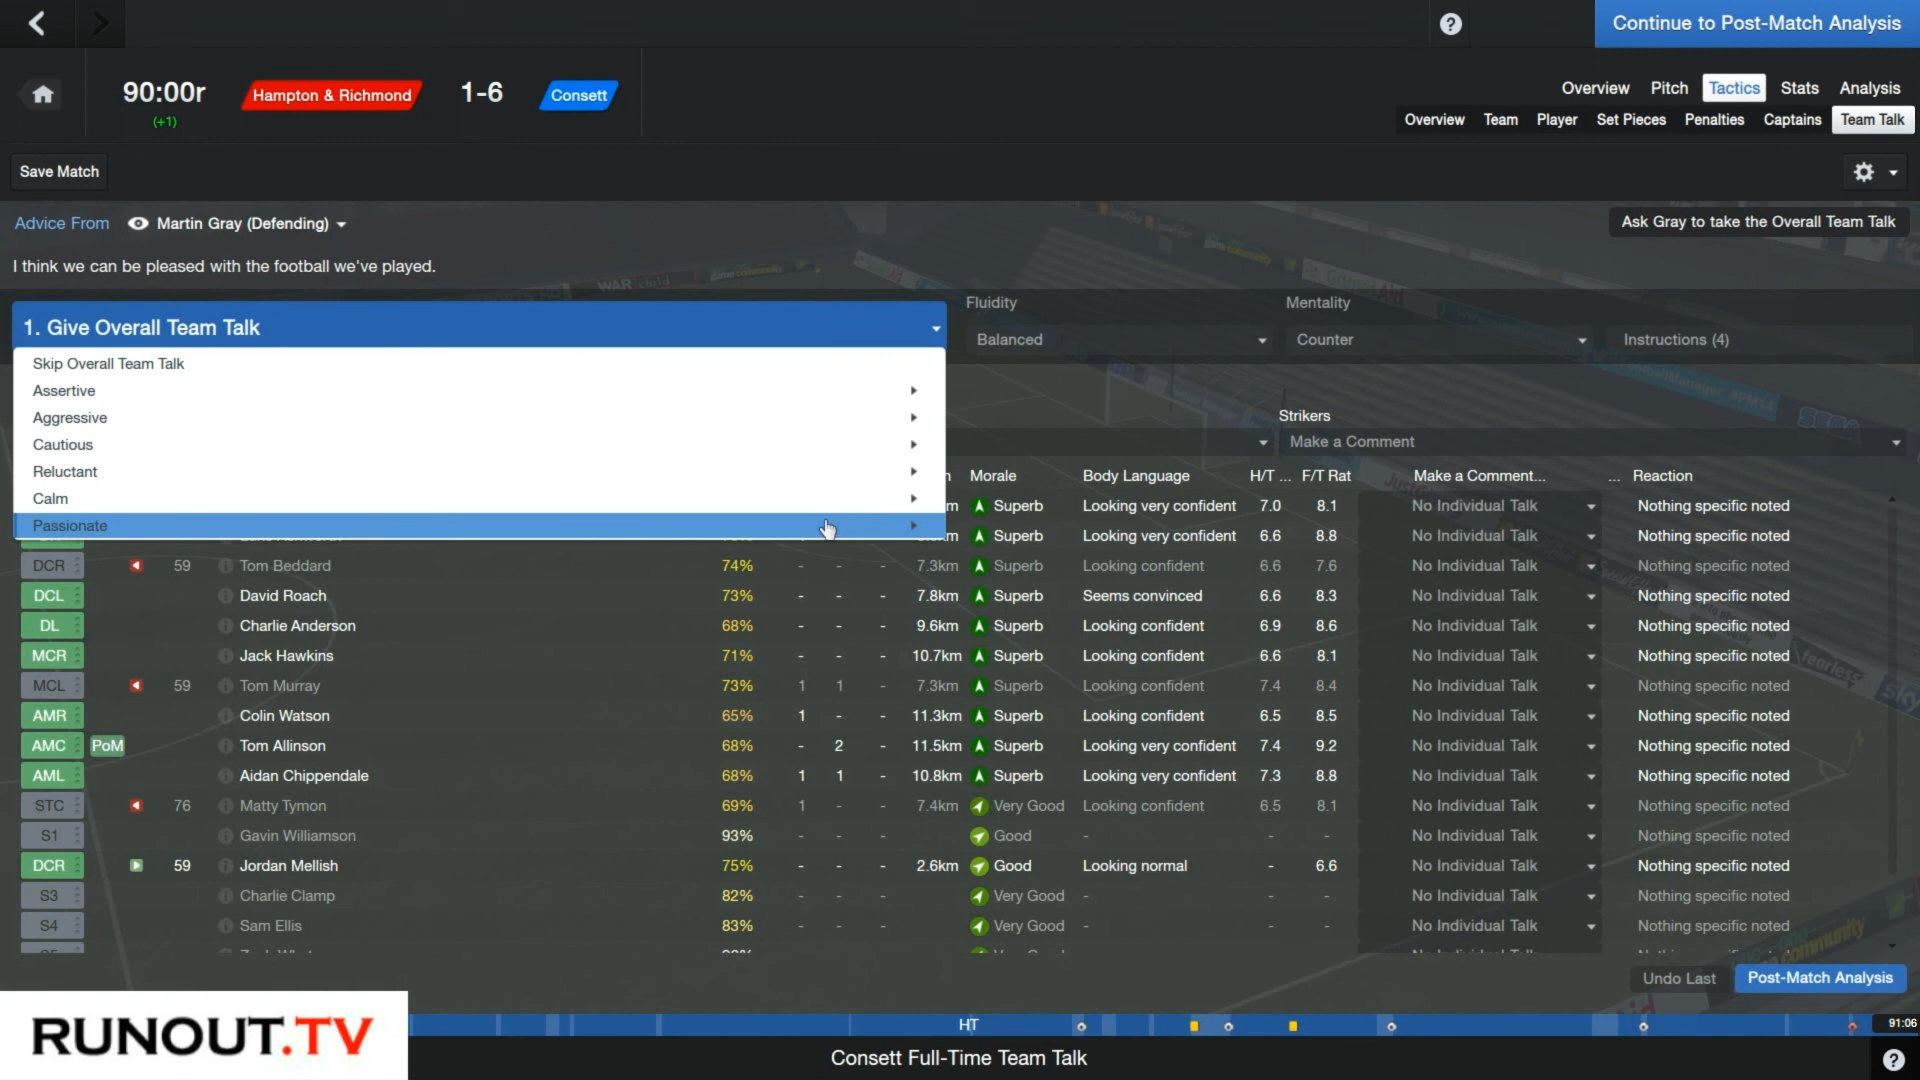 Continue to Post-Match Analysis
90:00r
(+1)
Hampton & Richmond
1-6
Consett
Overview Pitch Tactics Stats Analysis
Overview Team Player Set Pieces Penalties Captains Team Talk
Save Match
Advice From Martin Gray (Defending)
Ask Gray to take the Overall Team Talk
I think we can be pleased with the football we've played.
Fluidity Mentality
1. Give Overall Team Talk
Balanced Counter Instructions (4)
Skip Overall Team Talk
Assertive
Aggressive
Cautious
Reluctant
Calm
Passionate
Strikers
Make a Comment
Morale Body Language H/T ... F/T Rat Make a Comment... ... Reaction
Superb Looking very confident 7.0 8.1 No Individual Talk Nothing specific noted
Superb Looking very confident 6.6 8.8 No Individual Talk Nothing specific noted
DCR 59 Tom Beddard 74% - - - 7.3km Superb Looking confident 6.6 7.6 No Individual Talk Nothing specific noted
DCL David Roach 73% - - - 7.8km Superb Seems convinced 6.6 8.3 No Individual Talk Nothing specific noted
DL Charlie Anderson 68% - - - 9.6km Superb Looking confident 6.9 8.6 No Individual Talk Nothing specific noted
MCR Jack Hawkins 71% - - - 10.7km Superb Looking confident 6.6 8.1 No Individual Talk Nothing specific noted
MCL 59 Tom Murray 73% 1 1 - 7.3km Superb Looking confident 7.4 8.4 No Individual Talk Nothing specific noted
AMR Colin Watson 65% 1 - - 11.3km Superb Looking confident 6.5 8.5 No Individual Talk Nothing specific noted
AMC PoM Tom Allinson 68% - 2 - 11.5km Superb Looking very confident 7.4 9.2 No Individual Talk Nothing specific noted
AML Aidan Chippendale 68% 1 1 - 10.8km Superb Looking very confident 7.3 8.8 No Individual Talk Nothing specific noted
STC 76 Matty Tymon 69% 1 - - 7.4km Very Good Looking confident 6.5 8.1 No Individual Talk Nothing specific noted
S1 Gavin Williamson 93% - - - Good - - - No Individual Talk Nothing specific noted
DCR 59 Jordan Mellish 75% - - - 2.6km Good Looking normal - 6.6 No Individual Talk Nothing specific noted
S3 Charlie Clamp 82% - - - Very Good - - - No Individual Talk Nothing specific noted
S4 Sam Ellis 83% - - - Very Good - - - No Individual Talk Nothing specific noted
Undo Last Post-Match Analysis
RUNOUT.TV
HT
91:06
Consett Full-Time Team Talk